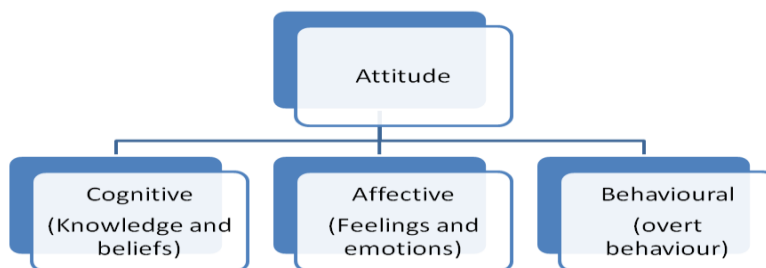 Attitude
Cognitive
(Knowledge and
beliefs)
Affective
(Feelings and
emotions)
Behavioural
(overt
behaviour)